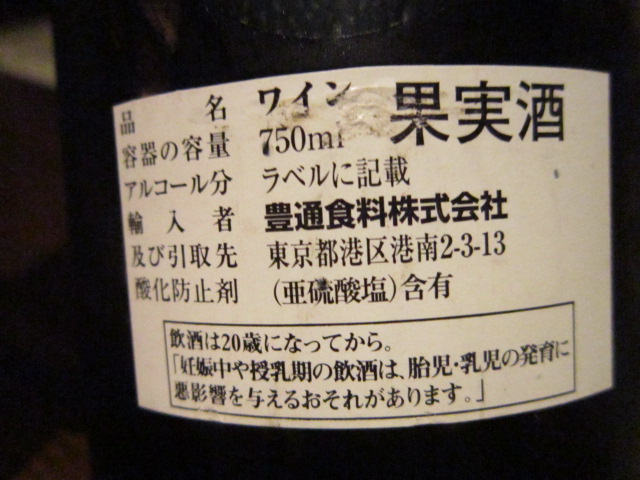 品名 ワイン 果実酒
容器の容量 750ml
アルコール分 ラベルに記載
輸入者 豊通食料株式会社
及び引取先 東京都港区港南2-3-13
酸化防止剤 (亜硫酸塩)含有
飲酒は20歳になってから。
「妊娠中や授乳期の飲酒は、胎児・乳児の発育に
悪影響を与えるおそれがあります。」